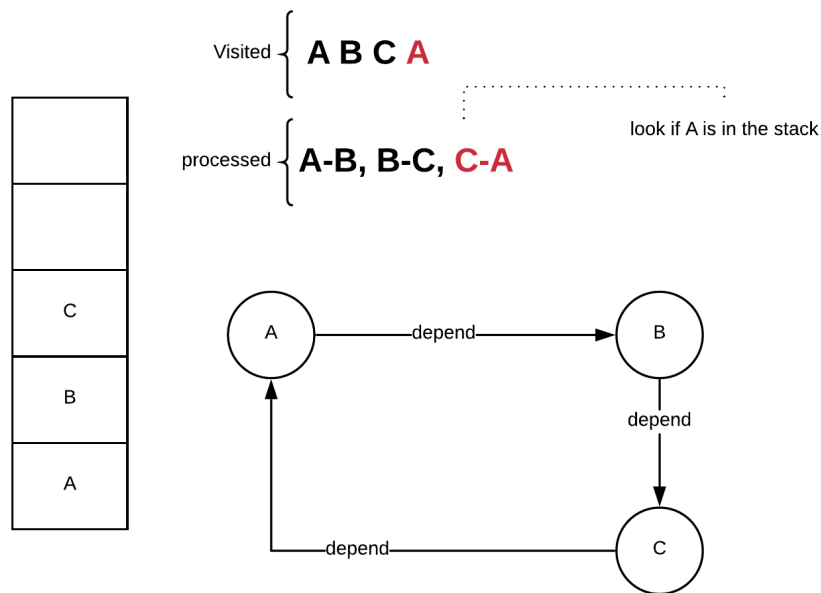 Visited
A B C A
look if A is in the stack
processed
A-B, B-C, C-A
C
B
A
A
depend
B
depend
depend
C